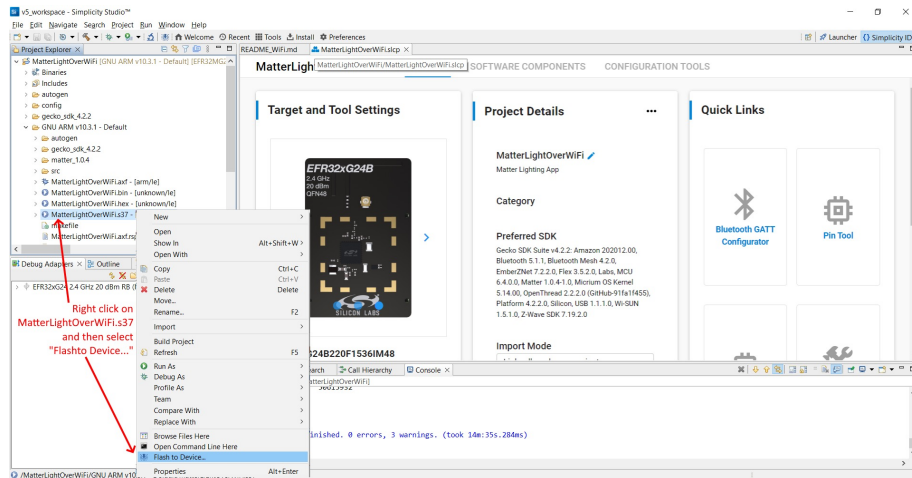 v5_workspace - Simplicity Studio™
File Edit Navigate Search Project Run Window Help
Welcome Recent Tools Install Preferences
Launcher {} Simplicity ID
Project Explorer
README_WiFi.md
MatterLightOverWiFi.slcp
MatterLightOverWiFi [GNU ARM v10.3.1 - Default] [EFR32MG2
Binaries
Includes
autogen
config
gecko_sdk_4.2.2
GNU ARM v10.3.1 - Default
autogen
gecko_sdk_4.2.2
matter_1.0.4
src
MatterLightOverWiFi.axf - [arm/le]
MatterLightOverWiFi.bin - [unknown/le]
MatterLightOverWiFi.hex - [unknown/le]
MatterLightOverWiFi.s37 -
makefile
MatterLightOverWiFi.axf.rs
Debug Adapters
Outline
EFR32xG24 2.4 GHz 20 dBm RB
Right click on
MatterLightOverWiFi.s37
and then select
"Flashto Device..."
New
Open
Show In Alt+Shift+W
Open With
Copy Ctrl+C
Paste Ctrl+V
Delete Delete
Move...
Rename... F2
Import
Build Project
Refresh F5
Run As
Debug As
Profile As
Team
Compare With
Replace With
Browse Files Here
Open Command Line Here
Flash to Device...
Properties Alt+Enter
MatterLigh
MatterLightOverWiFi/MatterLightOverWiFi.slcp
SOFTWARE COMPONENTS
CONFIGURATION TOOLS
Target and Tool Settings
EFR32xG24B
2.4 GHz
20 dBm
QFN48
SILICON LABS
G24B220F1536IM48
Project Details
MatterLightOverWiFi
Matter Lighting App
Category
Preferred SDK
Gecko SDK Suite v4.2.2: Amazon 202012.00,
Bluetooth 5.1.1, Bluetooth Mesh 4.2.0,
EmberZNet 7.2.2.0, Flex 3.5.2.0, Labs, MCU
6.4.0.0, Matter 1.0.4-1.0, Micrium OS Kernel
5.14.00, OpenThread 2.2.2.0 (GitHub-91fa1f455),
Platform 4.2.2.0, Silicon, USB 1.1.1.0, Wi-SUN
1.5.1.0, Z-Wave SDK 7.19.2.0
Import Mode
Quick Links
Bluetooth GATT
Configurator
Pin Tool
earch
Call Hierarchy
Console
atterLightOverWiFi]
inished. 0 errors, 3 warnings. (took 14m:35s.284ms)
/MatterLightOverWiFi/GNU ARM v10